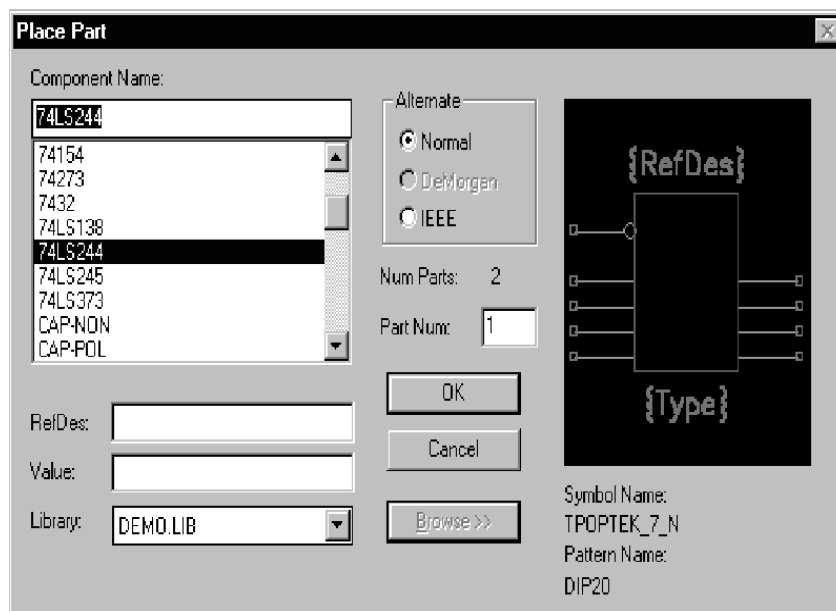 Place Part
Component Name:
74LS244
74154
74273
7432
74LS138
74LS244
74LS245
74LS373
CAP-NON
CAP-POL
RefDes:
Value:
Library:
DEMO.LIB
Alternate
Normal
DeMorgan
IEEE
Num Parts: 2
Part Num: 1
OK
Cancel
Browse >>
{RefDes}
{Type}
Symbol Name:
TPOPTEK_7_N
Pattern Name:
DIP20